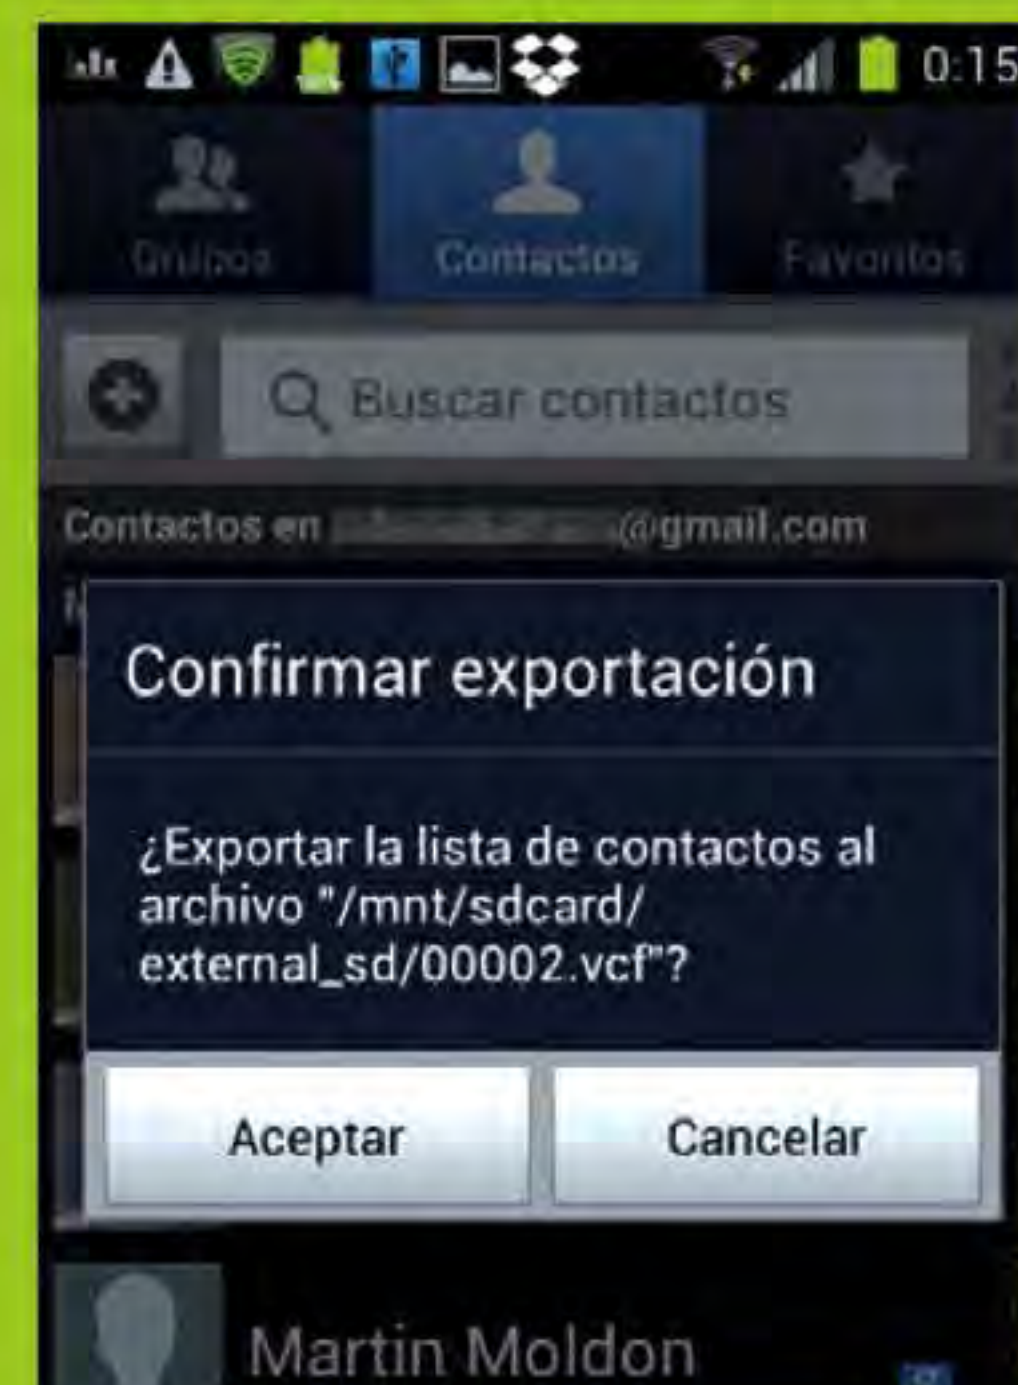 0:15
Grupos
Contactos
Favoritos
Buscar contactos
Contactos en
@gmail.com
Confirmar exportación
¿Exportar la lista de contactos al
archivo "/mnt/sdcard/
external_sd/00002.vcf"?
Aceptar
Cancelar
Martin Moldon